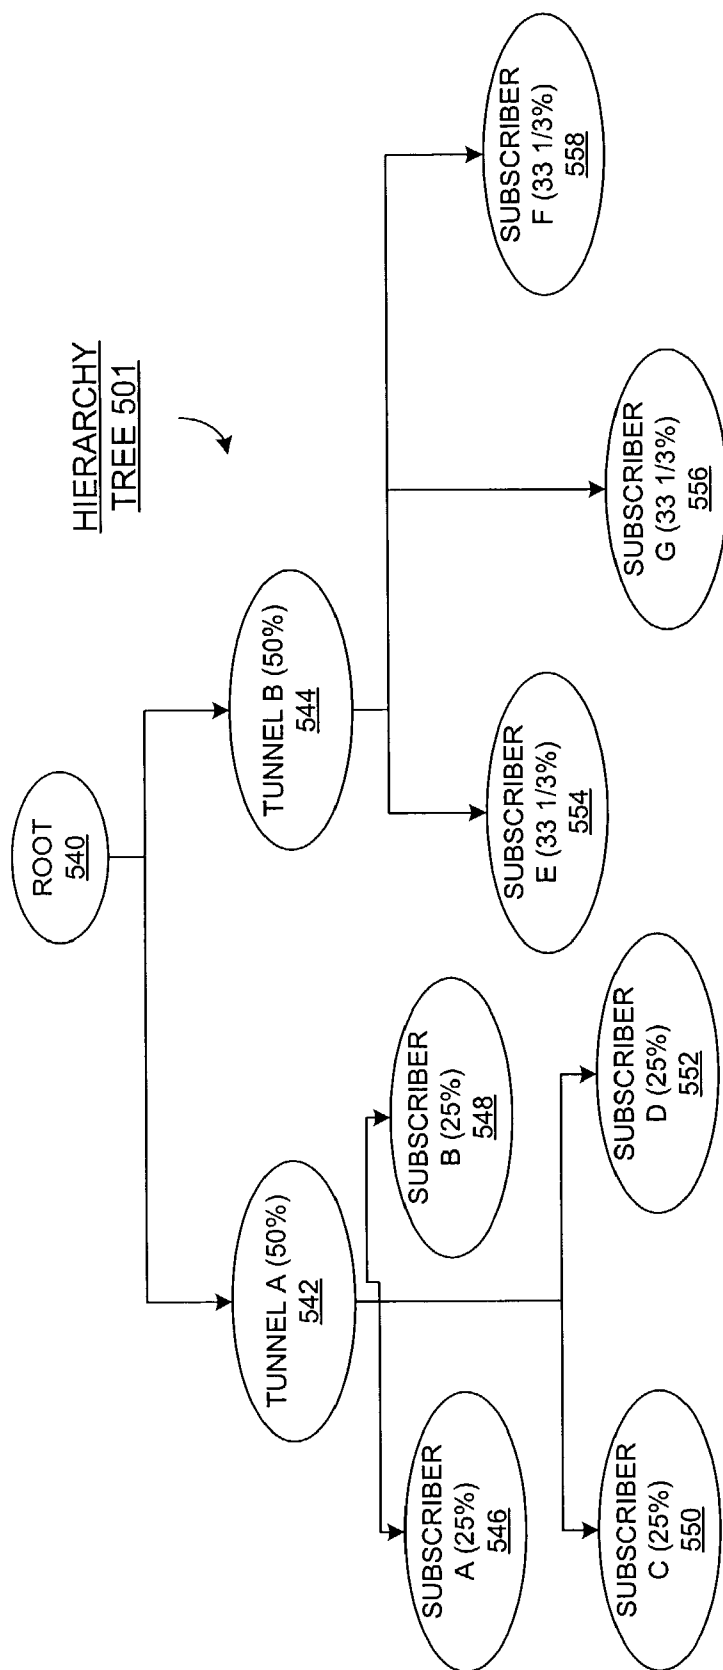 HIERARCHY
TREE 501
ROOT
540
TUNNEL A (50%)
542
TUNNEL B (50%)
544
SUBSCRIBER
A (25%)
546
SUBSCRIBER
B (25%)
548
SUBSCRIBER
C (25%)
550
SUBSCRIBER
D (25%)
552
SUBSCRIBER
E (33 1/3%)
554
SUBSCRIBER
G (33 1/3%)
556
SUBSCRIBER
F (33 1/3%)
558